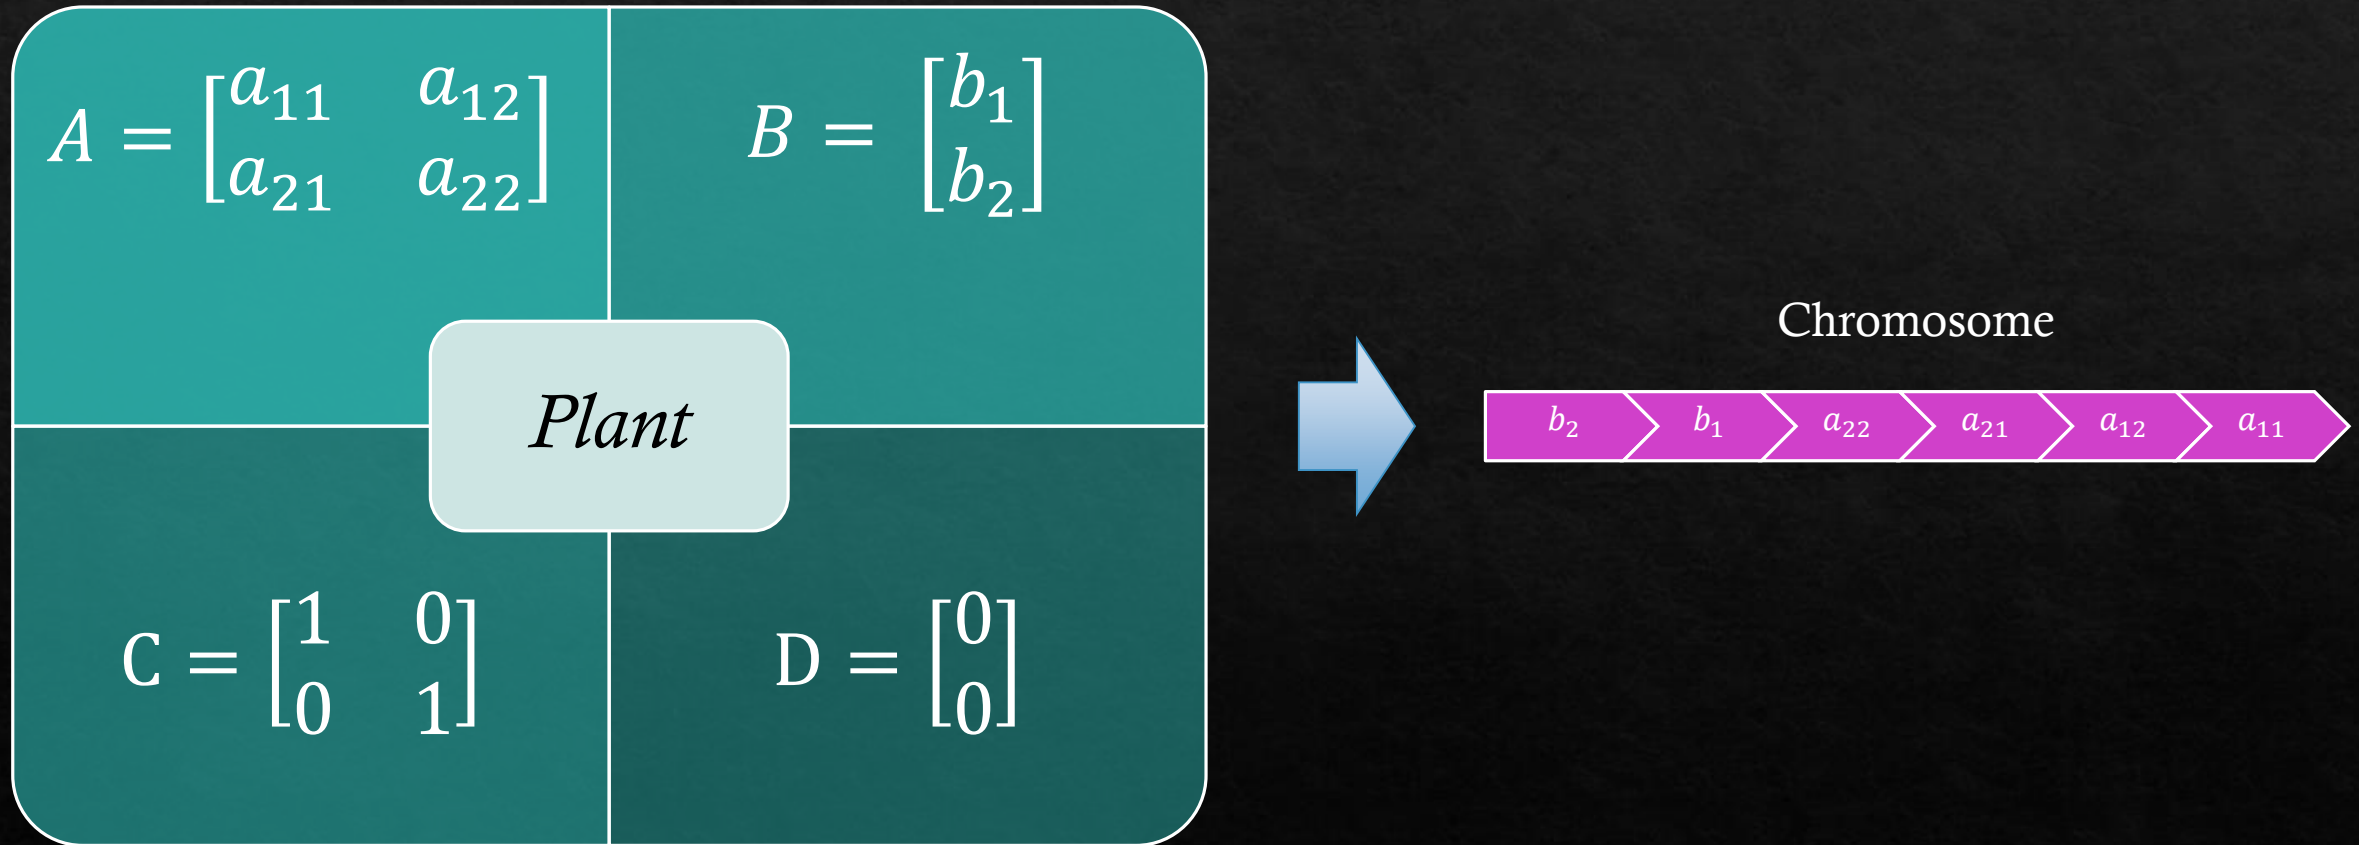 A = [a₁₁ a₁₂
a₂₁ a₂₂]
B = [b₁
b₂]
Plant
C = [1 0
0 1]
D = [0
0]
Chromosome
b₂ b₁ a₂₂ a₂₁ a₁₂ a₁₁